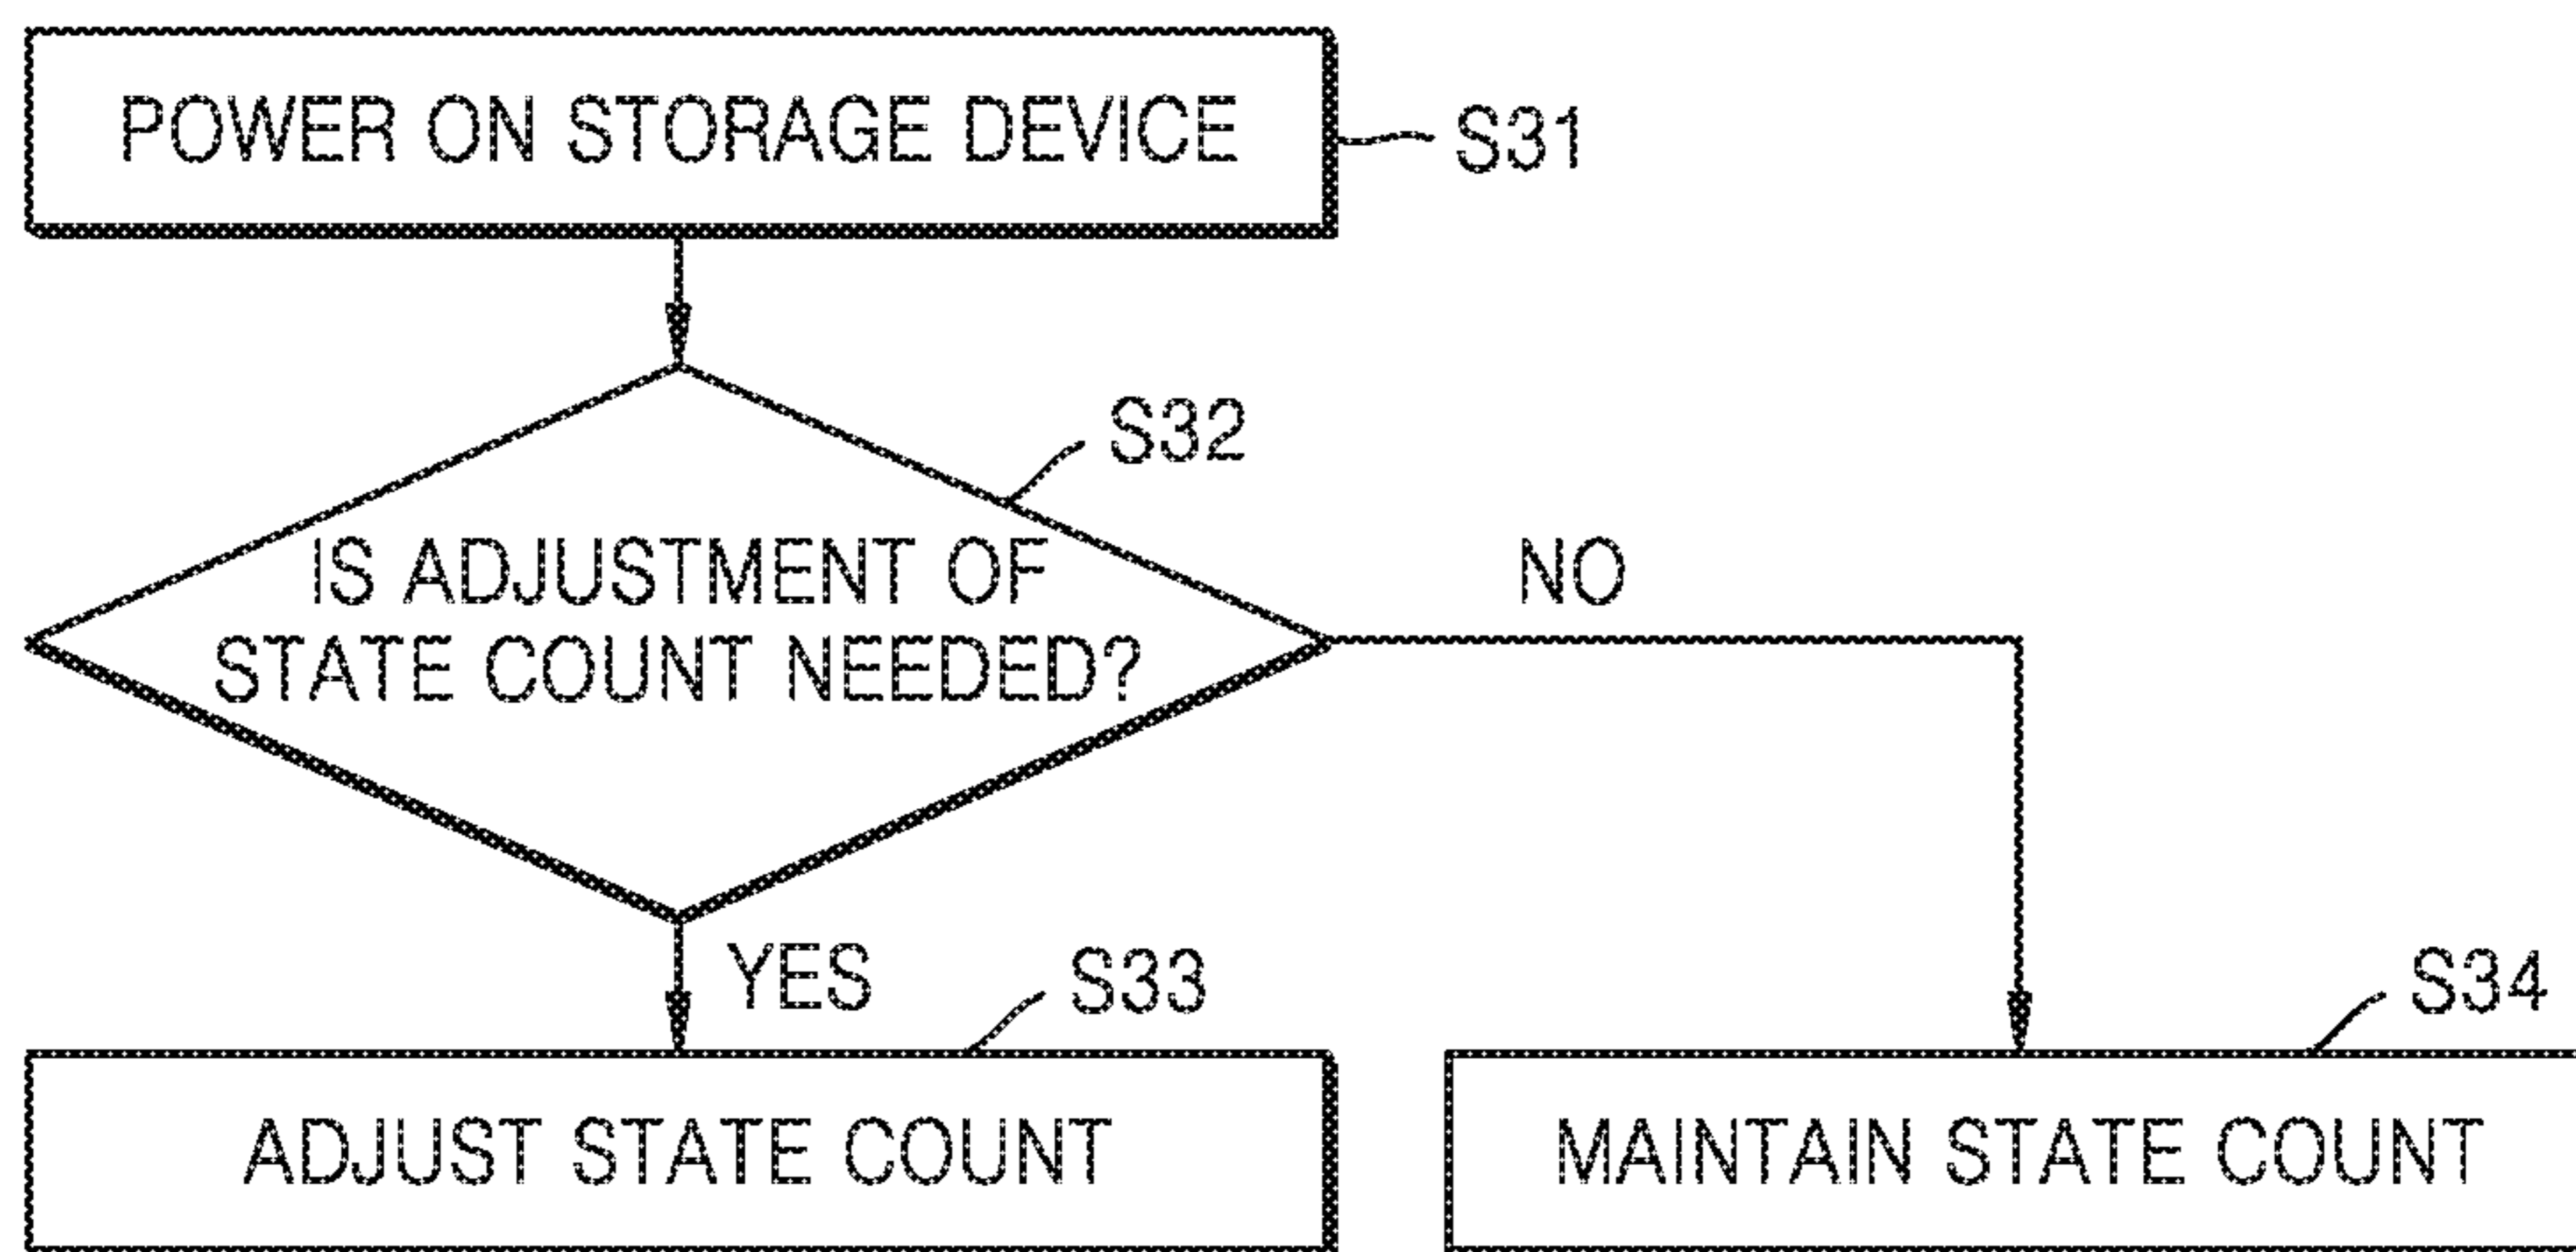 POWER ON STORAGE DEVICE
S31
S32
IS ADJUSTMENT OF
STATE COUNT NEEDED?
NO
YES
S33
S34
ADJUST STATE COUNT
MAINTAIN STATE COUNT